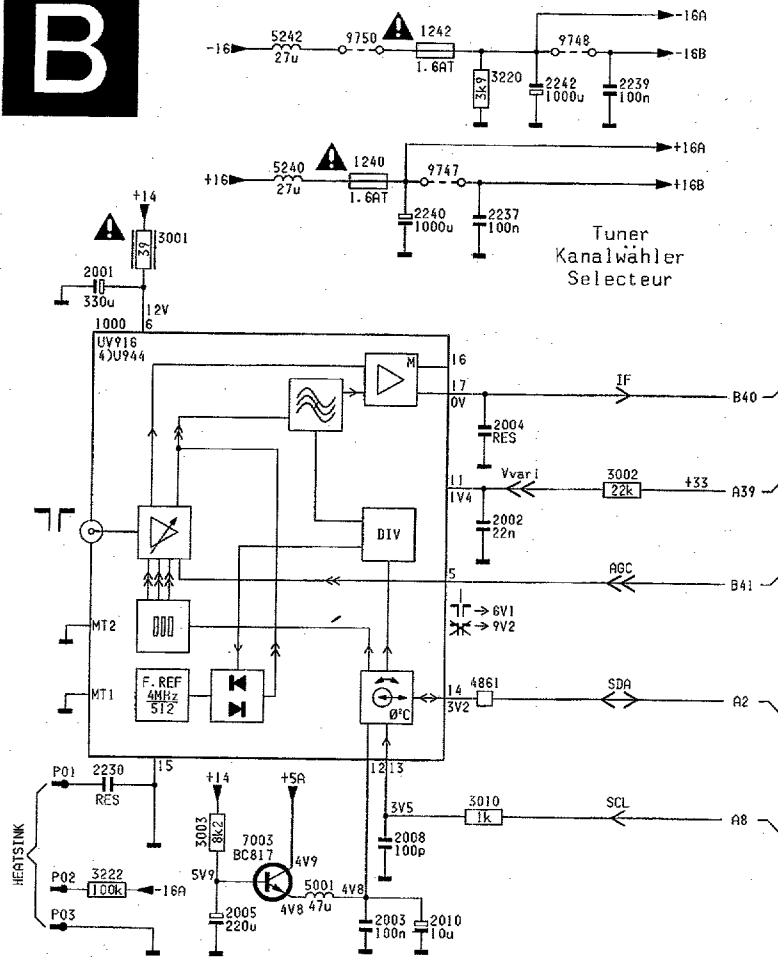 B
-16
5242
27u
9750
1242
1.6AT
3220
3k9
2242
1000u
9748
2239
100n
-16A
-16B
+16
5240
27u
1240
1.6AT
9747
2240
1000u
2237
100n
+16A
+16B
Tuner
Kanalwähler
Selecteur
+14
39
3001
2001
330u
12V
6
1000
UV916
4)U944
M
16
17
0V
IF
B40
2004
RES
11
1V4
Vvari
3002
22k
+33
A39
2002
22n
DIV
5
AGC
B41
6V1
9V2
MT2
MT1
F.REF
4MHz
512
Ø²C
14
3V2
4861
SDA
A2
15
12
13
P01
2230
RES
HEATSINK
P02
3222
100k
-16A
P03
+14
3003
8k2
5V9
2005
220u
7003
BC817
+5A
4V9
4V8
5001
47u
4V8
2003
100n
2010
10u
3V5
2008
100p
3010
1k
SCL
A8